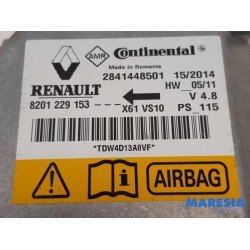 AMR Continental
Made in Romania
2841448501 15/2014
RENAULT HW 05/11
V 4.8
8201 229 153 --- X61 VS10 PS 115
*TDW4D13A8VF*
! i AIRBAG
MARESIA